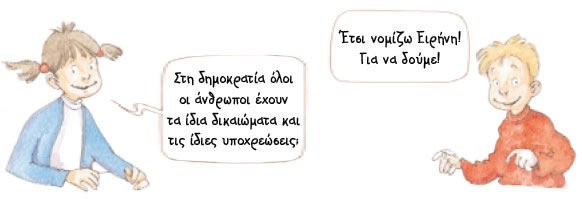 Στη δημοκρατία όλοι
οι άνθρωποι έχουν
τα ίδια δικαιώματα και
τις ίδιες υποχρεώσεις;
Έτσι νομίζω Ειρήνη!
Για να δούμε!